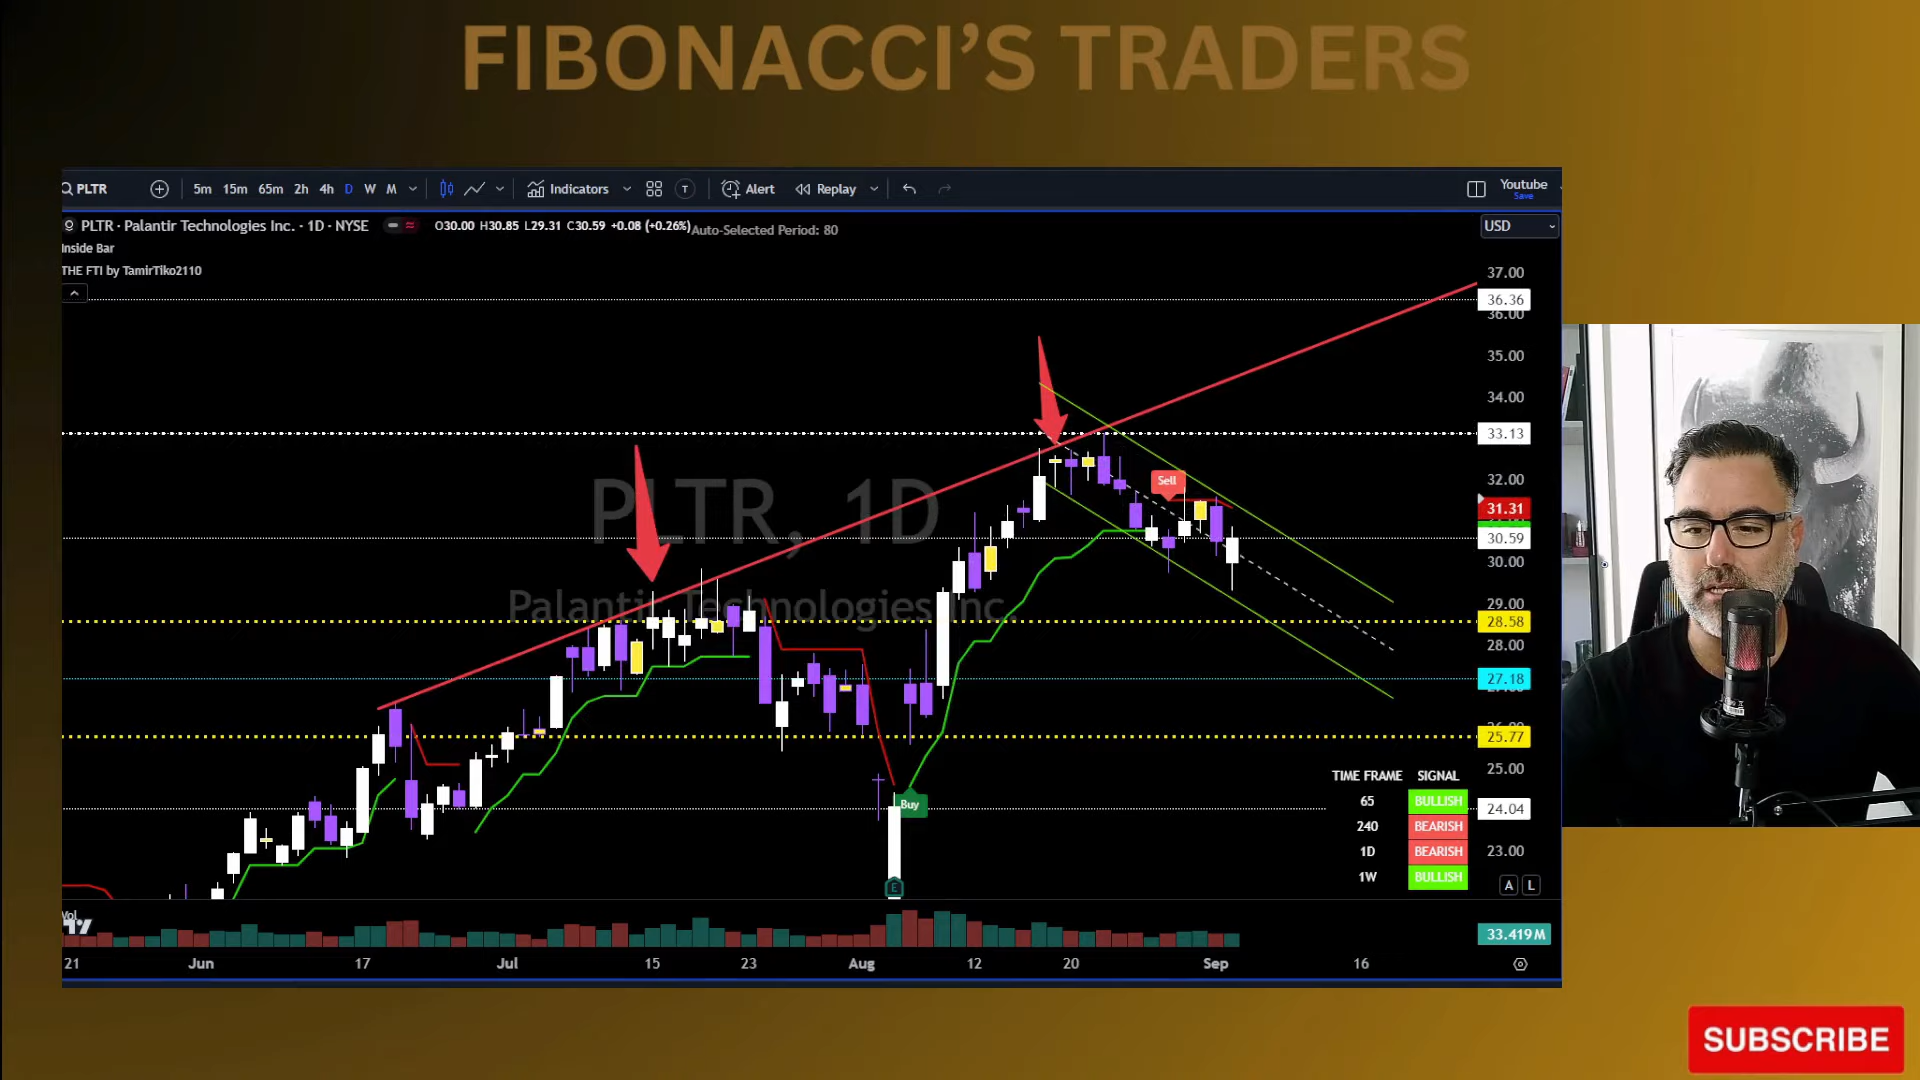 FIBONACCI'S TRADERS
PLTR 5m 15m 65m 2h 4h D W M Indicators T Alert Replay Youtube
Save
PLTR · Palantir Technologies Inc. · 1D · NYSE O30.00 H30.85 L29.31 C30.59 +0.08 (+0.26%) Auto-Selected Period: 80 USD
Inside Bar
THE FTI by TamirTiko2110
37.00
36.36
36.00
35.00
34.00
33.13
32.00
Sell
31.31
PLTR, 1D
30.59
30.00
Palantir Technologies Inc.
29.00
28.58
28.00
27.18
25.77
25.00
TIME FRAME SIGNAL
65 BULLISH
Buy
24.04
240 BEARISH
1D BEARISH
23.00
1W BULLISH
E
A L
Vol
33.419M
21 Jun 17 Jul 15 23 Aug 12 20 Sep 16
SUBSCRIBE